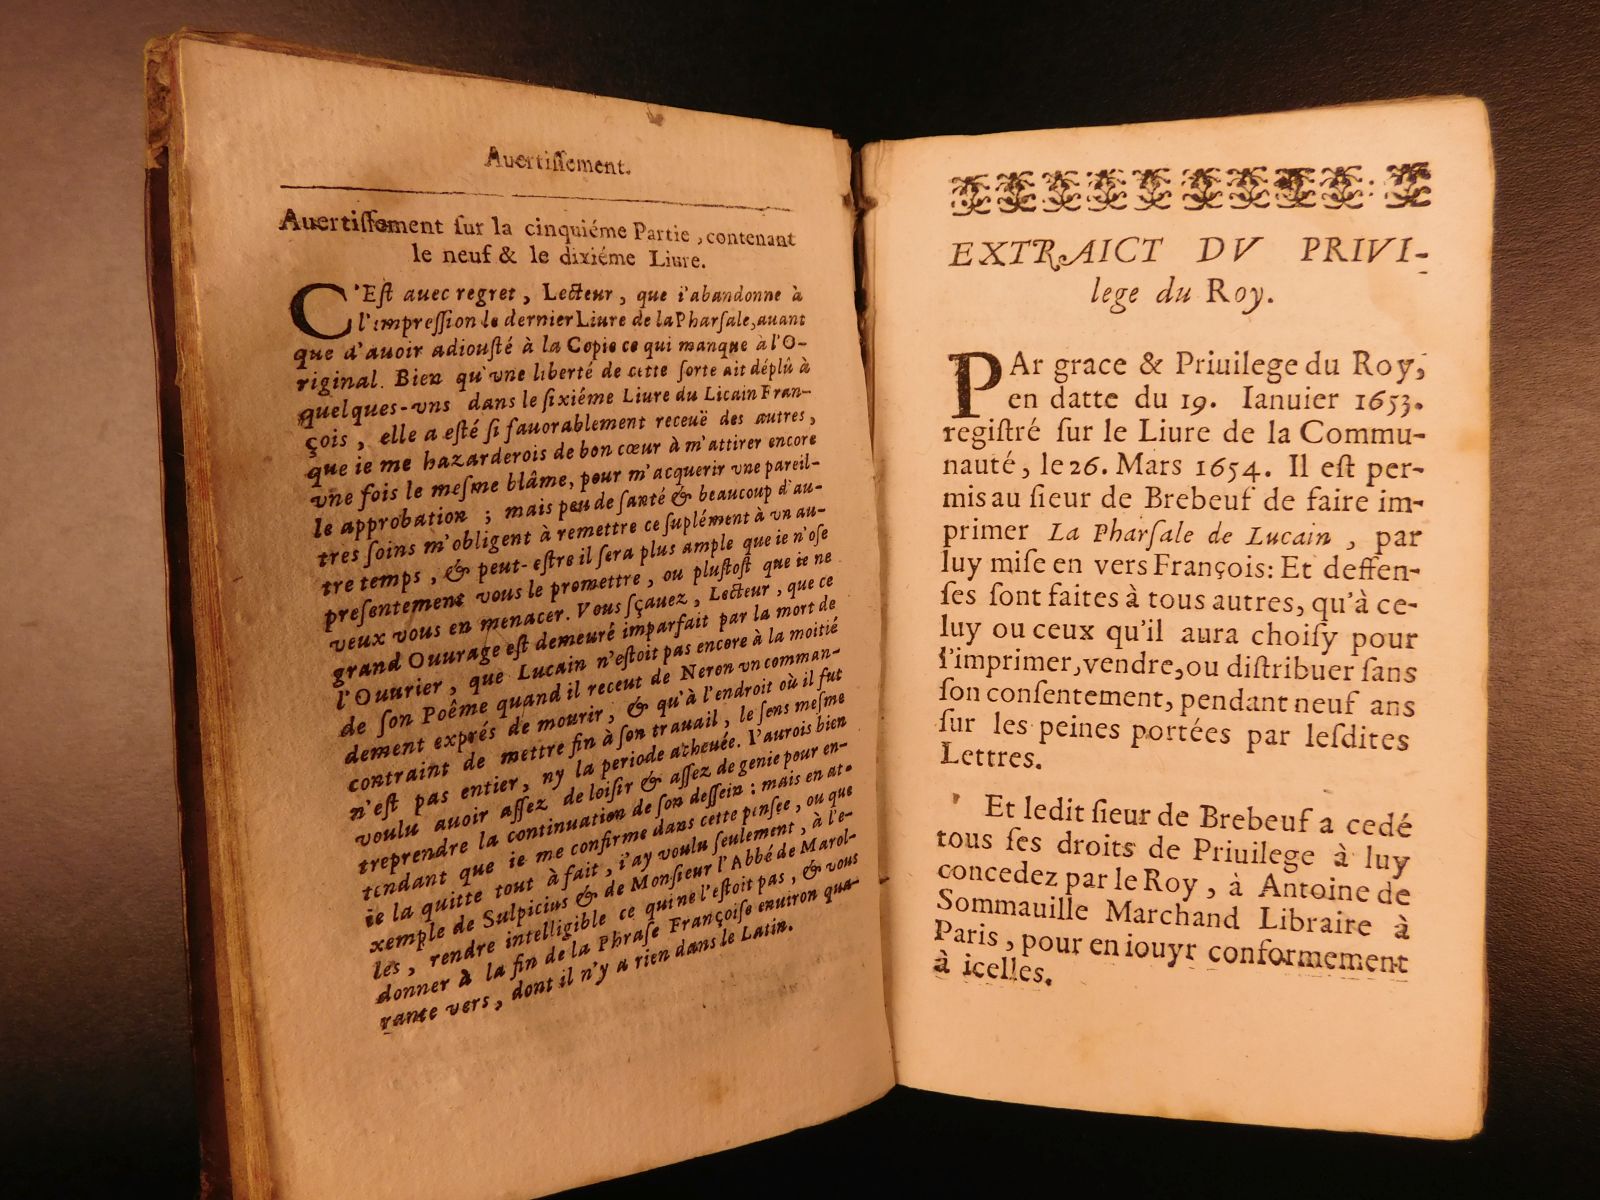 Auertiſſement.
Auertiſſement ſur la cinquiéme Partie, contenant
le neuf & le dixiéme Liure.
C'Eſt auec regret, Lecteur, que i'abandonne à
l'impreſſion le dernier Liure de la Pharſale, auant
que d'auoir adiouſté à la Copie ce qui manque à l'O-
riginal. Bien qu'vne liberté de cette ſorte ait déplû à
quelques-vns dans le ſixiéme Liure du Licain Fran-
çois, elle a eſté ſi fauorablement receuë des autres,
que ie me hazarderois de bon cœur à m'attirer encore
vne fois le meſme blâme, pour m'acquerir vne pareil-
le approbation; mais peu de ſanté & beaucoup d'au-
tres ſoins m'obligent à remettre ce ſuplément à vn au-
tre temps, & peut-eſtre il ſera plus ample que ie n'oſe
preſentement vous le promettre, ou pluſtoſt que ie ne
veux vous en menacer. Vous ſçauez, Lecteur, que ce
grand Ouurage eſt demeuré imparfait par la mort de
l'Ouurier, que Lucain n'eſtoit pas encore à la moitié
de ſon Poême quand il receut de Neron vn comman-
dement exprés de mourir, & qu'à l'endroit où il fut
contraint de mettre fin à ſon trauail, le ſens meſme
n'eſt pas entier, ny la periode acheuée. I'aurois bien
voulu auoir aſſez de loiſir & aſſez de genie pour en-
treprendre la continuation de ſon deſſein: mais en at-
tendant que ie me confirme dans cette penſee, ou que
ie la quitte tout à fait, i'ay voulu ſeulement, à l'e-
xemple de Sulpicius & de Monſieur l'Abbé de Marol-
les, rendre intelligible ce qui ne l'eſtoit pas, & vous
donner à la fin de la Phraſe Françoiſe enuiron qua-
rante vers, dont il n'y a rien dans le Latin.
EXTRAICT DV PRIVI-
lege du Roy.
PAr grace & Priuilege du Roy,
en datte du 19. Ianuier 1653.
regiſtré ſur le Liure de la Commu-
nauté, le 26. Mars 1654. Il eſt per-
mis au ſieur de Brebeuf de faire im-
primer La Pharſale de Lucain, par
luy miſe en vers François: Et deffen-
ſes ſont faites à tous autres, qu'à ce-
luy ou ceux qu'il aura choiſy pour
l'imprimer, vendre, ou diſtribuer ſans
ſon conſentement, pendant neuf ans
ſur les peines portées par leſdites
Lettres.
Et ledit ſieur de Brebeuf a cedé
tous ſes droits de Priuilege à luy
concedez par le Roy, à Antoine de
Sommauille Marchand Libraire à
Paris, pour en iouyr conformement
à icelles.